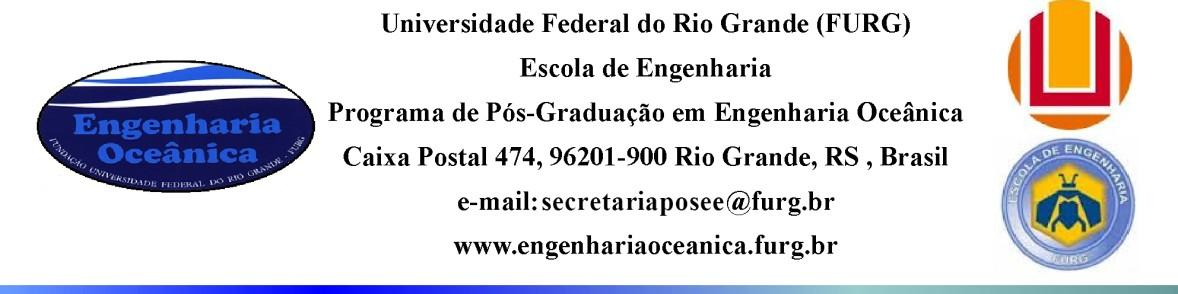 Universidade Federal do Rio Grande (FURG)
Escola de Engenharia
Programa de Pós-Graduação em Engenharia Oceânica
Caixa Postal 474, 96201-900 Rio Grande, RS , Brasil
e-mail: secretariaposee@furg.br
www.engenhariaoceanica.furg.br
Engenharia
Oceânica
FUNDAÇÃO UNIVERSIDADE FEDERAL DO RIO GRANDE - FURG
ESCOLA DE ENGENHARIA
FURG